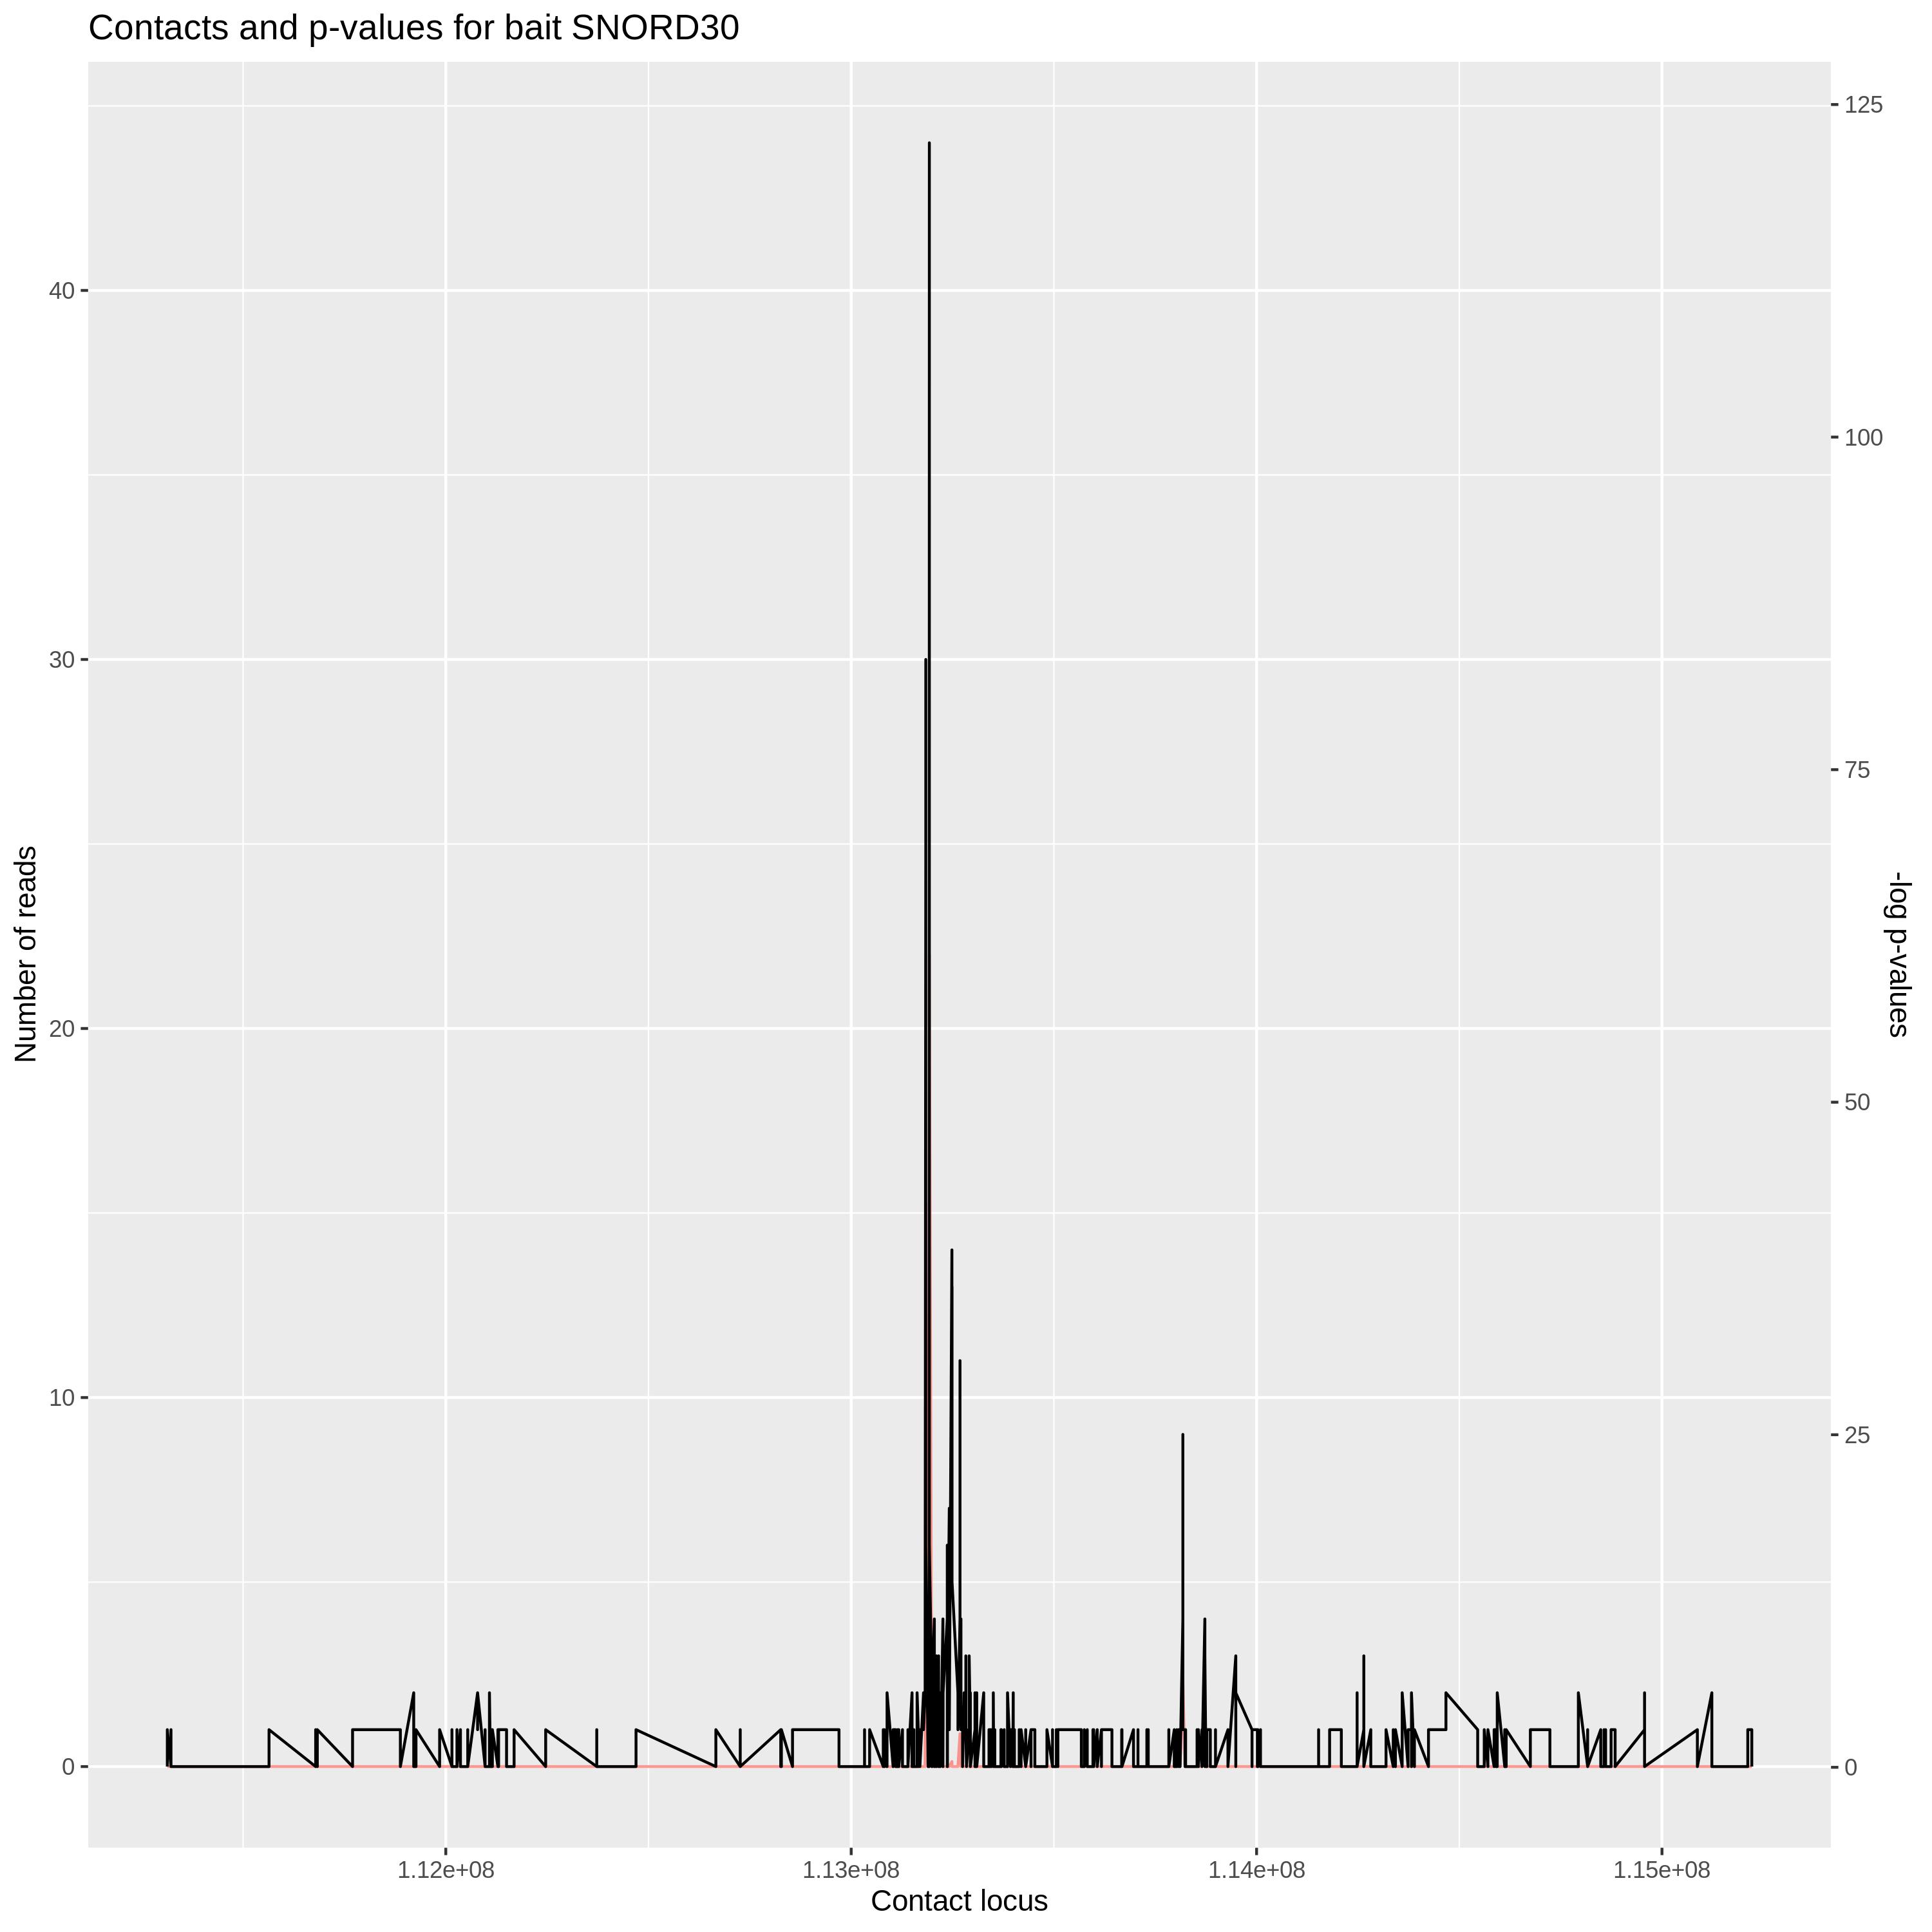 Contacts and p-values for bait SNORD30
125
40
100
30
75
Number of reads
-log p-values
20
50
10
25
0
0
1.12e+08
1.13e+08
1.14e+08
1.15e+08
Contact locus